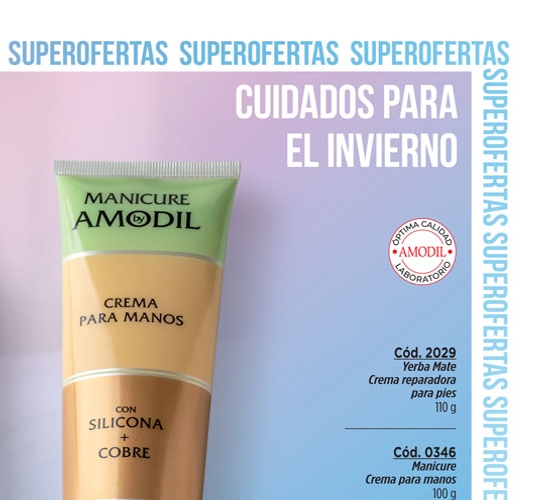 SUPEROFERTAS SUPEROFERTAS SUPEROFERTAS
SUPEROFERTAS SUPEROFERTAS SUPEROFE
CUIDADOS PARA
EL INVIERNO
MANICURE
by
AMODIL
CREMA
PARA MANOS
CON
SILICONA
+
COBRE
ÓPTIMA CALIDAD
AMODIL
LABORATORIO
Cód. 2029
Yerba Mate
Crema reparadora
para pies
110 g
Cód. 0346
Manicure
Crema para manos
100 g